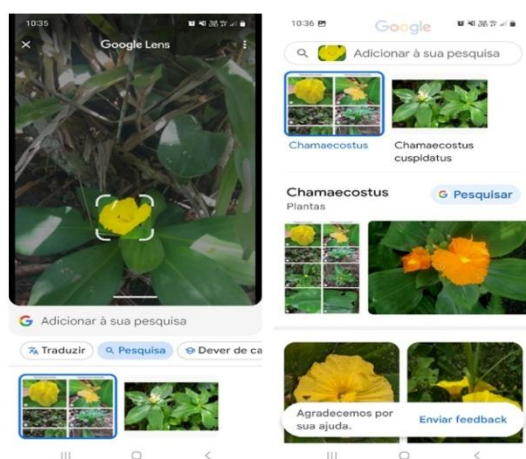 10:35
Google Lens
Adicionar à sua pesquisa
Traduzir
Pesquisa
Dever de ca
10:36
Google
Adicionar à sua pesquisa
Chamaecostus
Chamaecostus
cuspidatus
Chamaecostus
Plantas
Pesquisar
Agradecemos por
sua ajuda.
Enviar feedback